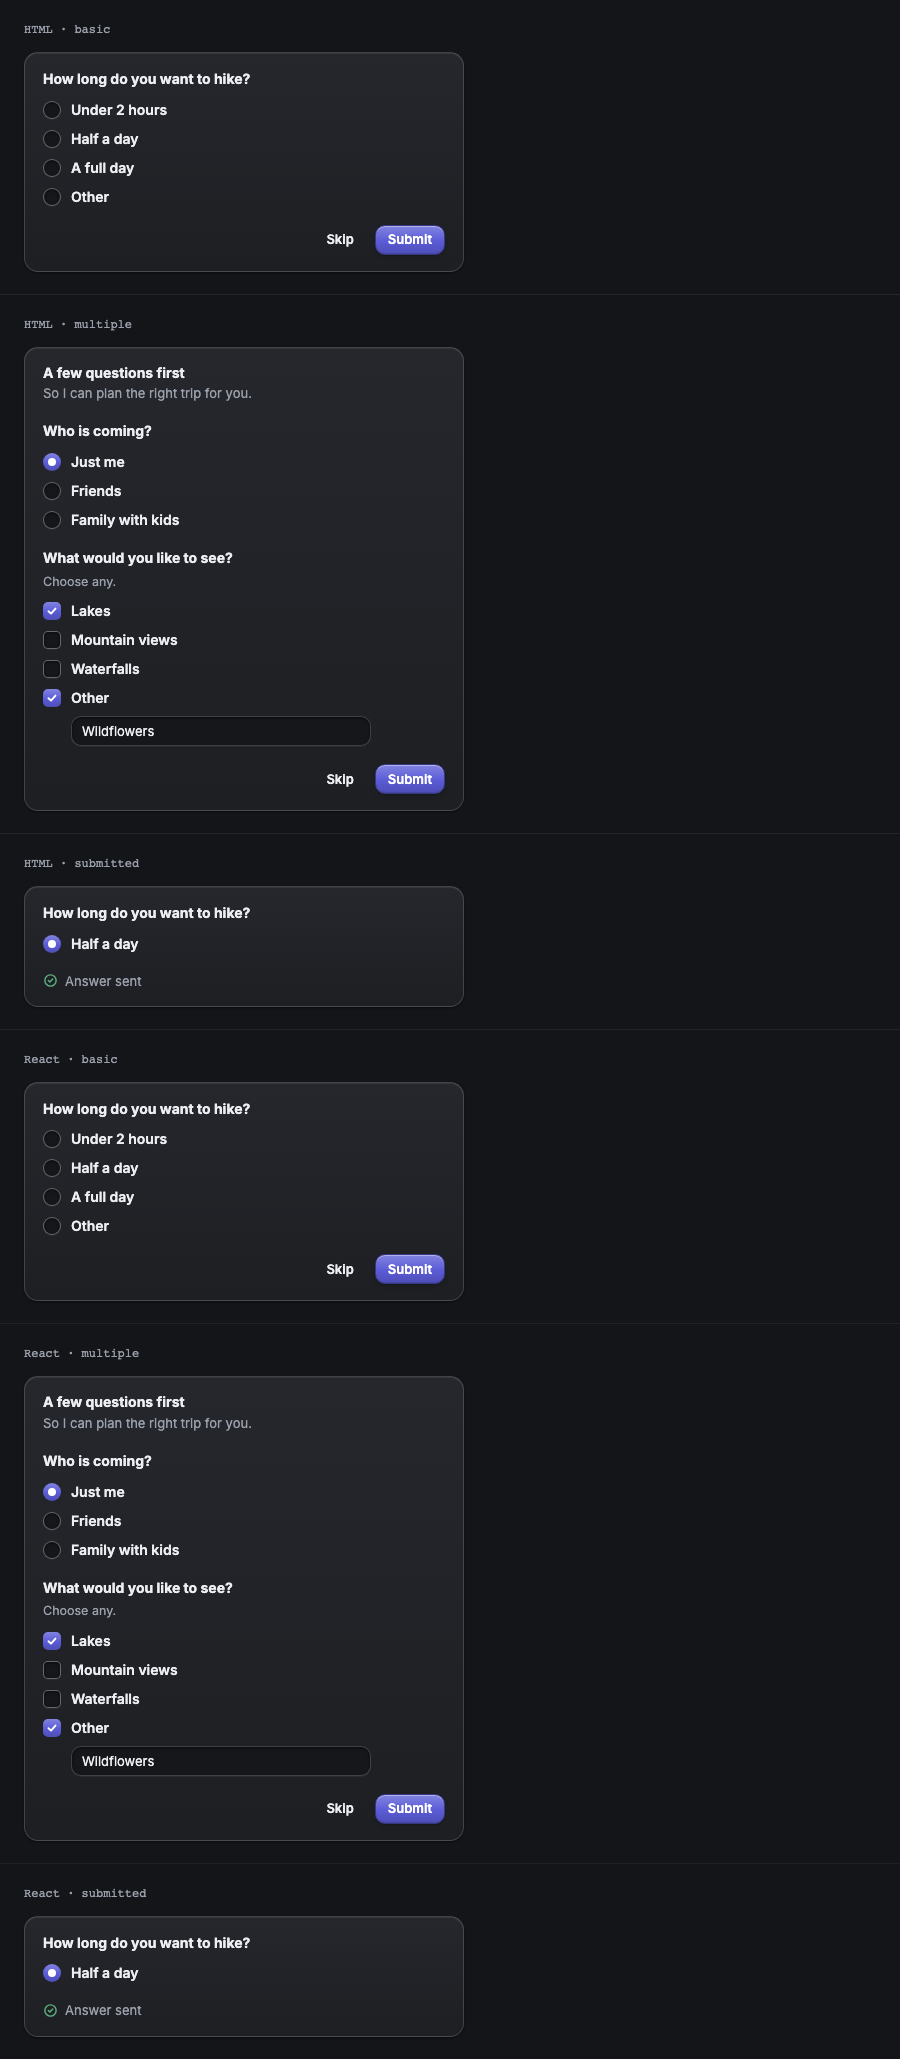 HTML · basic
How long do you want to hike?
Under 2 hours
Half a day
A full day
Other
Skip Submit
HTML · multiple
A few questions first
So I can plan the right trip for you.
Who is coming?
Just me
Friends
Family with kids
What would you like to see?
Choose any.
Lakes
Mountain views
Waterfalls
Other
Wildflowers
Skip Submit
HTML · submitted
How long do you want to hike?
Half a day
Answer sent
React · basic
How long do you want to hike?
Under 2 hours
Half a day
A full day
Other
Skip Submit
React · multiple
A few questions first
So I can plan the right trip for you.
Who is coming?
Just me
Friends
Family with kids
What would you like to see?
Choose any.
Lakes
Mountain views
Waterfalls
Other
Wildflowers
Skip Submit
React · submitted
How long do you want to hike?
Half a day
Answer sent